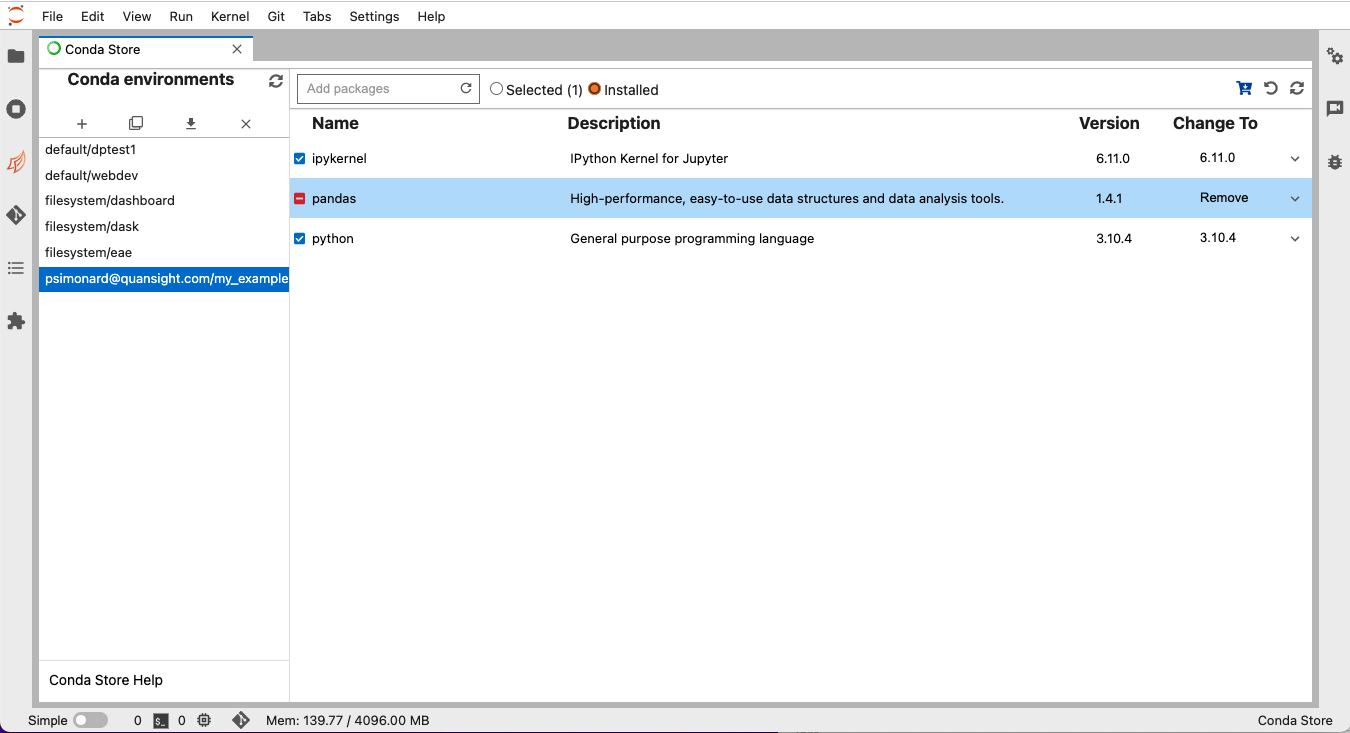 File Edit View Run Kernel Git Tabs Settings Help
Conda Store
Conda environments
Add packages Selected (1) Installed
Name Description Version Change To
default/dptest1
default/webdev
filesystem/dashboard
filesystem/dask
filesystem/eae
psimonard@quansight.com/my_example
ipykernel IPython Kernel for Jupyter 6.11.0 6.11.0
pandas High-performance, easy-to-use data structures and data analysis tools. 1.4.1 Remove
python General purpose programming language 3.10.4 3.10.4
Conda Store Help
Simple 0 $_ 0 Mem: 139.77 / 4096.00 MB Conda Store